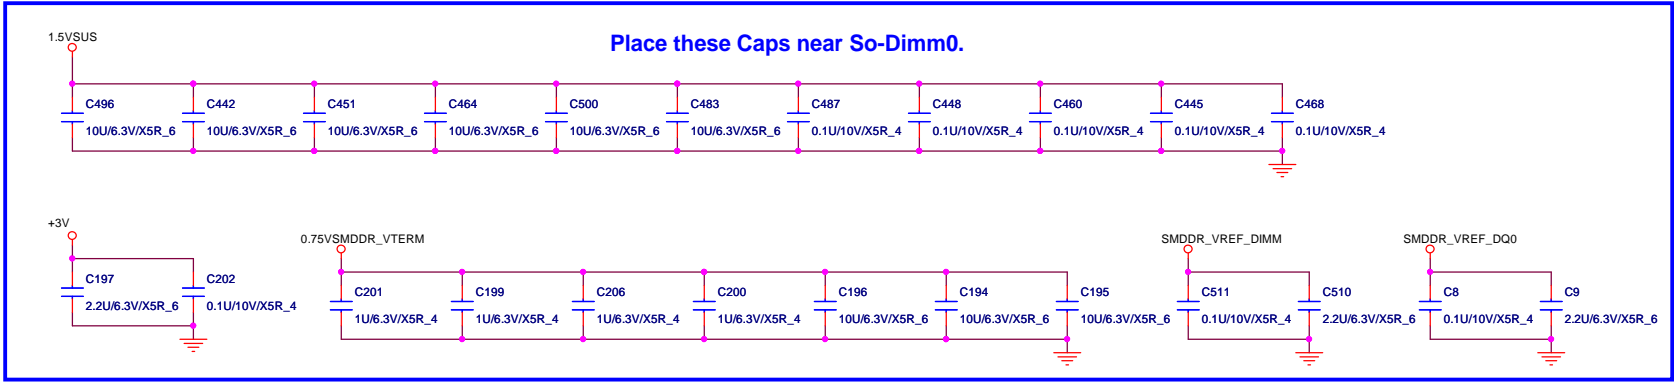 Place these Caps near So-Dimm0.
1.5VSUS
C496 C442 C451 C464 C500 C483 C487 C448 C460 C445 C468
10U/6.3V/X5R_6 10U/6.3V/X5R_6 10U/6.3V/X5R_6 10U/6.3V/X5R_6 10U/6.3V/X5R_6 10U/6.3V/X5R_6 0.1U/10V/X5R_4 0.1U/10V/X5R_4 0.1U/10V/X5R_4 0.1U/10V/X5R_4 0.1U/10V/X5R_4
+3V
0.75VSMDDR_VTERM SMDDR_VREF_DIMM SMDDR_VREF_DQ0
C197 C202
2.2U/6.3V/X5R_6 0.1U/10V/X5R_4
C201 C199 C206 C200 C196 C194 C195 C511 C510 C8 C9
1U/6.3V/X5R_4 1U/6.3V/X5R_4 1U/6.3V/X5R_4 1U/6.3V/X5R_4 10U/6.3V/X5R_6 10U/6.3V/X5R_6 10U/6.3V/X5R_6 0.1U/10V/X5R_4 2.2U/6.3V/X5R_6 0.1U/10V/X5R_4 2.2U/6.3V/X5R_6